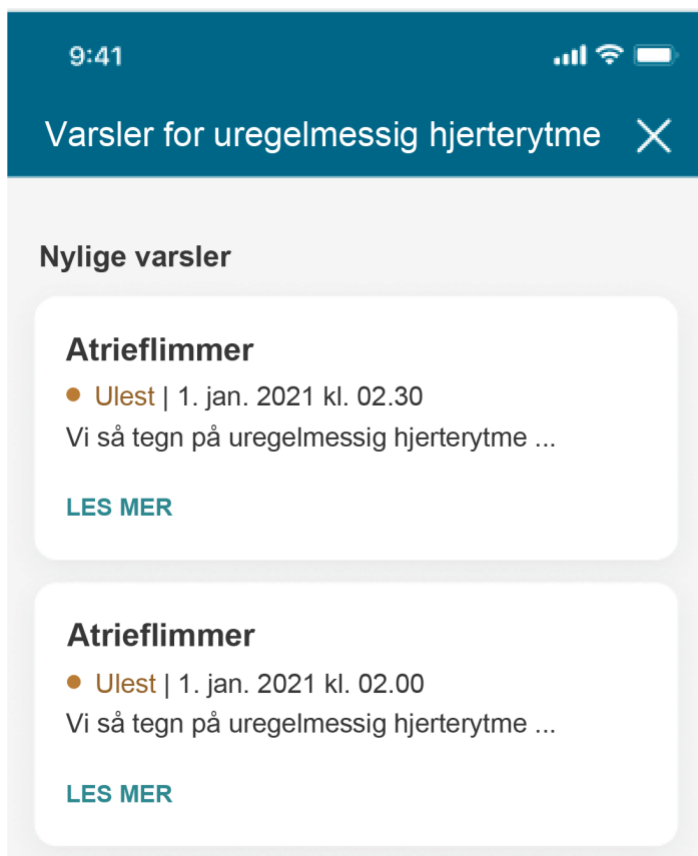 9:41
Varsler for uregelmessig hjerterytme
Nylige varsler
Atrieflimmer
Ulest | 1. jan. 2021 kl. 02.30
Vi så tegn på uregelmessig hjerterytme ...
LES MER
Atrieflimmer
Ulest | 1. jan. 2021 kl. 02.00
Vi så tegn på uregelmessig hjerterytme ...
LES MER